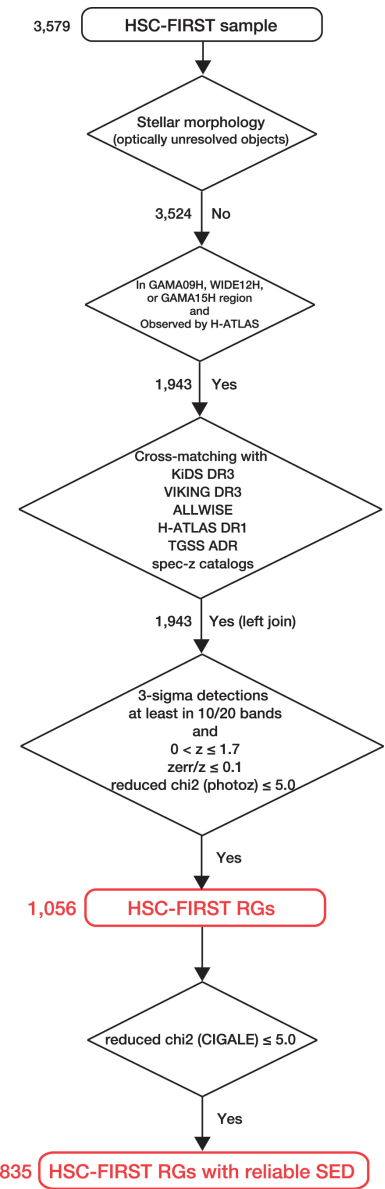 3,579 HSC-FIRST sample
Stellar morphology
(optically unresolved objects)
3,524 No
In GAMA09H, WIDE12H,
or GAMA15H region
and
Observed by H-ATLAS
1,943 Yes
Cross-matching with
KiDS DR3
VIKING DR3
ALLWISE
H-ATLAS DR1
TGSS ADR
spec-z catalogs
1,943 Yes (left join)
3-sigma detections
at least in 10/20 bands
and
0 < z ≤ 1.7
zerr/z ≤ 0.1
reduced chi2 (photoz) ≤ 5.0
Yes
1,056 HSC-FIRST RGs
reduced chi2 (CIGALE) ≤ 5.0
Yes
835 HSC-FIRST RGs with reliable SED